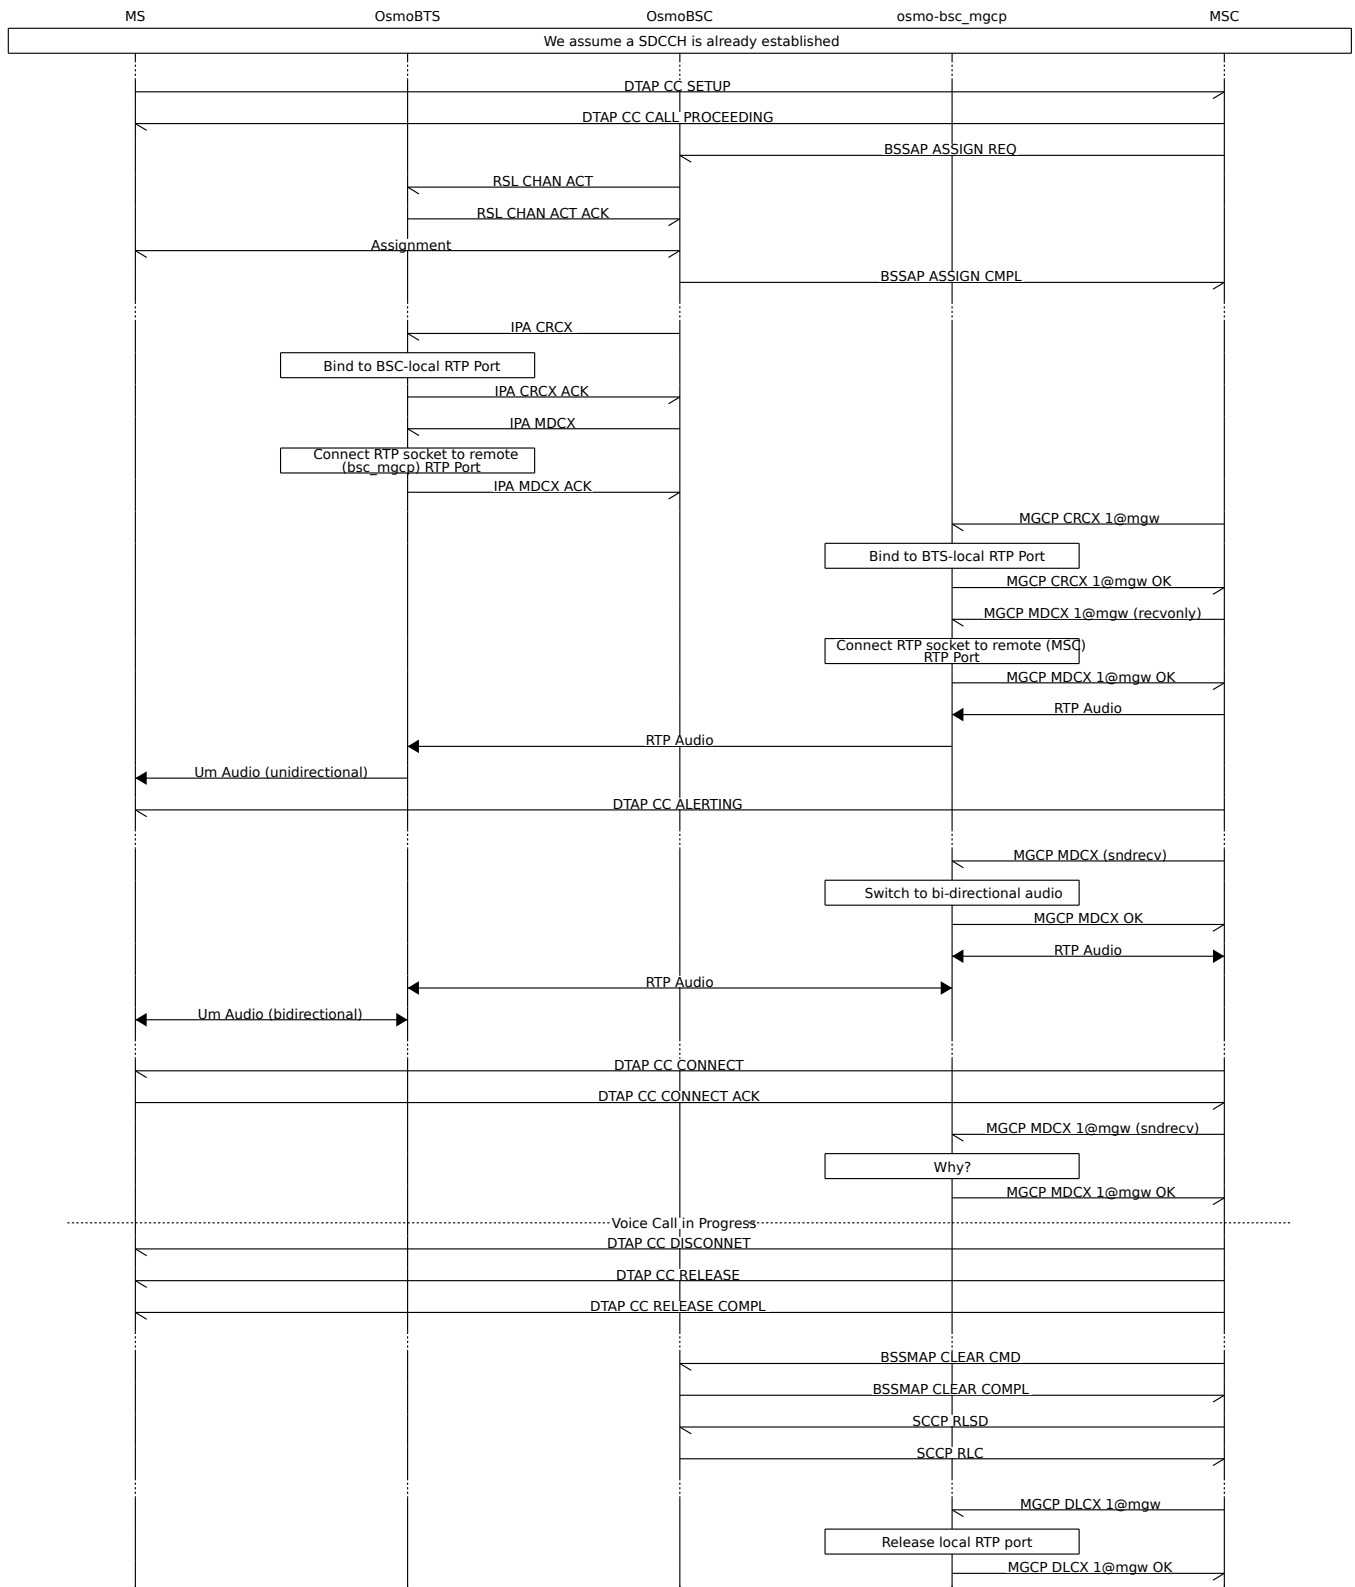 MS OsmoBTS OsmoBSC osmo-bsc_mgcp MSC
We assume a SDCCH is already established
DTAP CC SETUP
DTAP CC CALL PROCEEDING
BSSAP ASSIGN REQ
RSL CHAN ACT
RSL CHAN ACT ACK
Assignment
BSSAP ASSIGN CMPL
IPA CRCX
Bind to BSC-local RTP Port
IPA CRCX ACK
IPA MDCX
Connect RTP socket to remote
(bsc_mgcp) RTP Port
IPA MDCX ACK
MGCP CRCX 1@mgw
Bind to BTS-local RTP Port
MGCP CRCX 1@mgw OK
MGCP MDCX 1@mgw (recvonly)
Connect RTP socket to remote (MSC)
RTP Port
MGCP MDCX 1@mgw OK
RTP Audio
RTP Audio
Um Audio (unidirectional)
DTAP CC ALERTING
MGCP MDCX (sndrecv)
Switch to bi-directional audio
MGCP MDCX OK
RTP Audio
RTP Audio
Um Audio (bidirectional)
DTAP CC CONNECT
DTAP CC CONNECT ACK
MGCP MDCX 1@mgw (sndrecv)
Why?
MGCP MDCX 1@mgw OK
Voice Call in Progress
DTAP CC DISCONNET
DTAP CC RELEASE
DTAP CC RELEASE COMPL
BSSMAP CLEAR CMD
BSSMAP CLEAR COMPL
SCCP RLSD
SCCP RLC
MGCP DLCX 1@mgw
Release local RTP port
MGCP DLCX 1@mgw OK